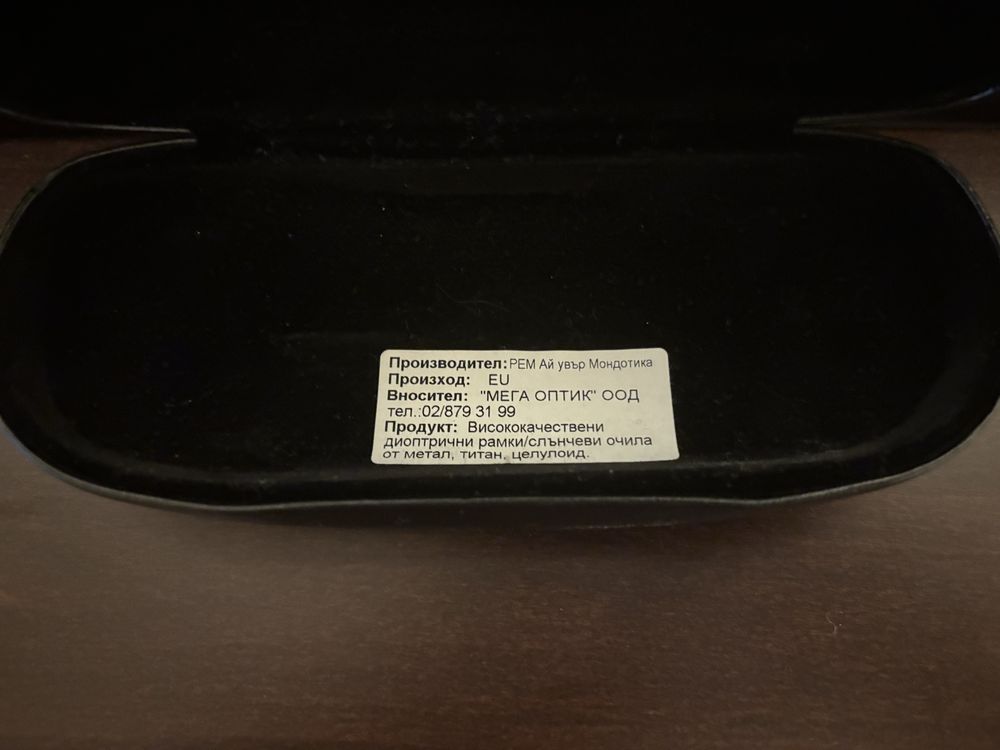 Производител: РЕМ Ай увър Мондотика
Произход: EU
Вносител: "МЕГА ОПТИК" ООД
тел.:02/879 31 99
Продукт: Висококачествени
диоптрични рамки/слънчеви очила
от метал, титан, целулоид.